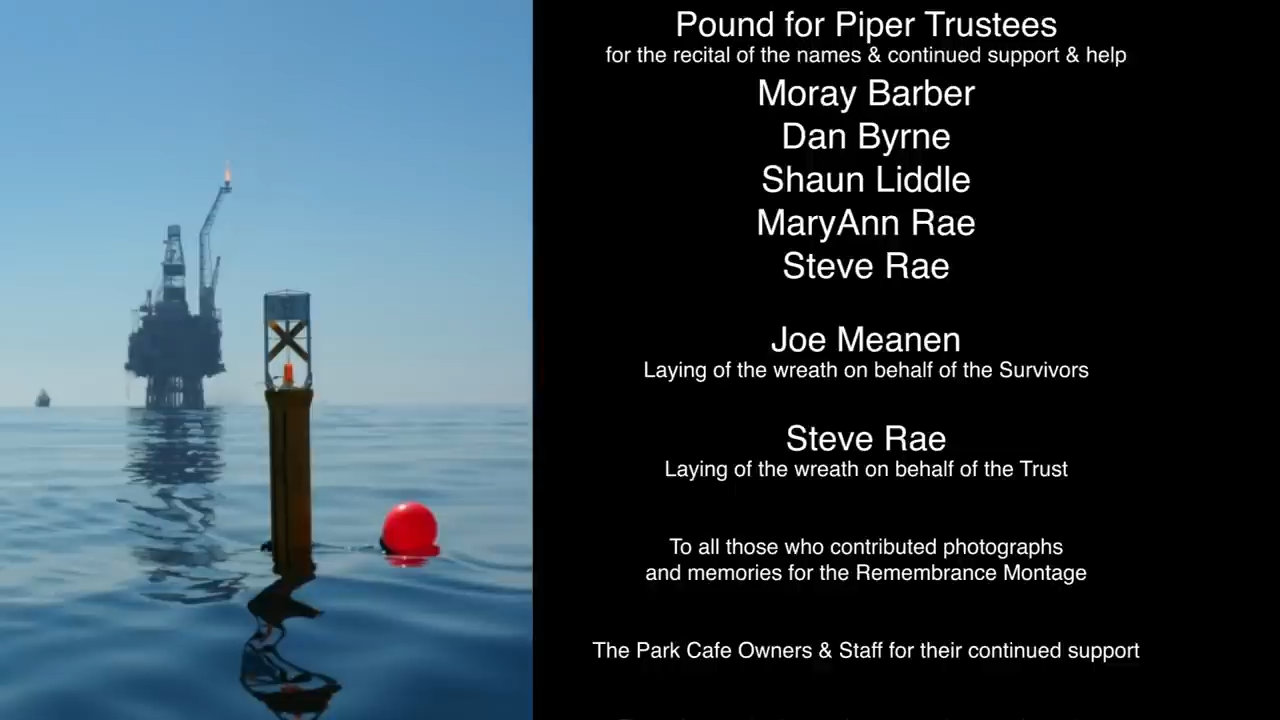 Pound for Piper Trustees
for the recital of the names & continued support & help
Moray Barber
Dan Byrne
Shaun Liddle
MaryAnn Rae
Steve Rae
Joe Meanen
Laying of the wreath on behalf of the Survivors
Steve Rae
Laying of the wreath on behalf of the Trust
To all those who contributed photographs
and memories for the Remembrance Montage
The Park Cafe Owners & Staff for their continued support